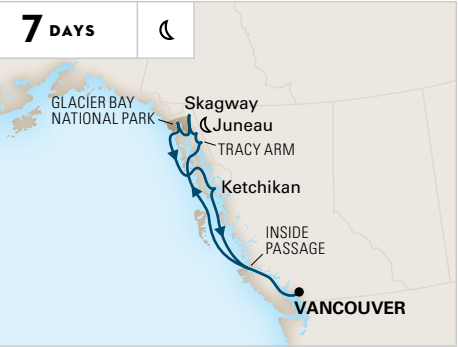 7 DAYS
GLACIER BAY
NATIONAL PARK
Skagway
Juneau
TRACY ARM
Ketchikan
INSIDE
PASSAGE
VANCOUVER